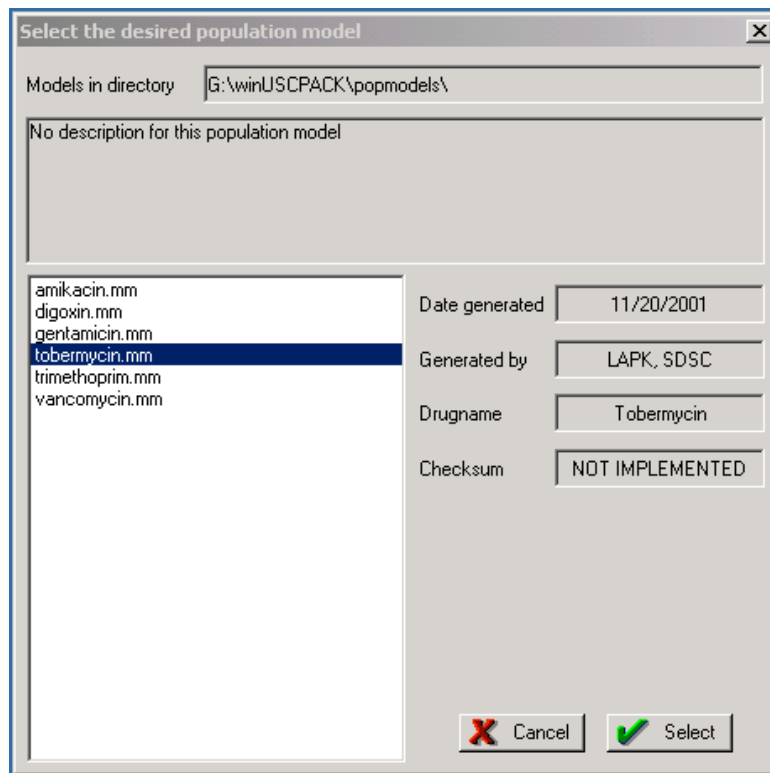 Select the desired population model
Models in directory G:\winUSCPACK\popmodels\
No description for this population model
amikacin.mm
digoxin.mm
gentamicin.mm
tobermycin.mm
trimethoprim.mm
vancomycin.mm
Date generated 11/20/2001
Generated by LAPK, SDSC
Drugname Tobermycin
Checksum NOT IMPLEMENTED
Cancel Select